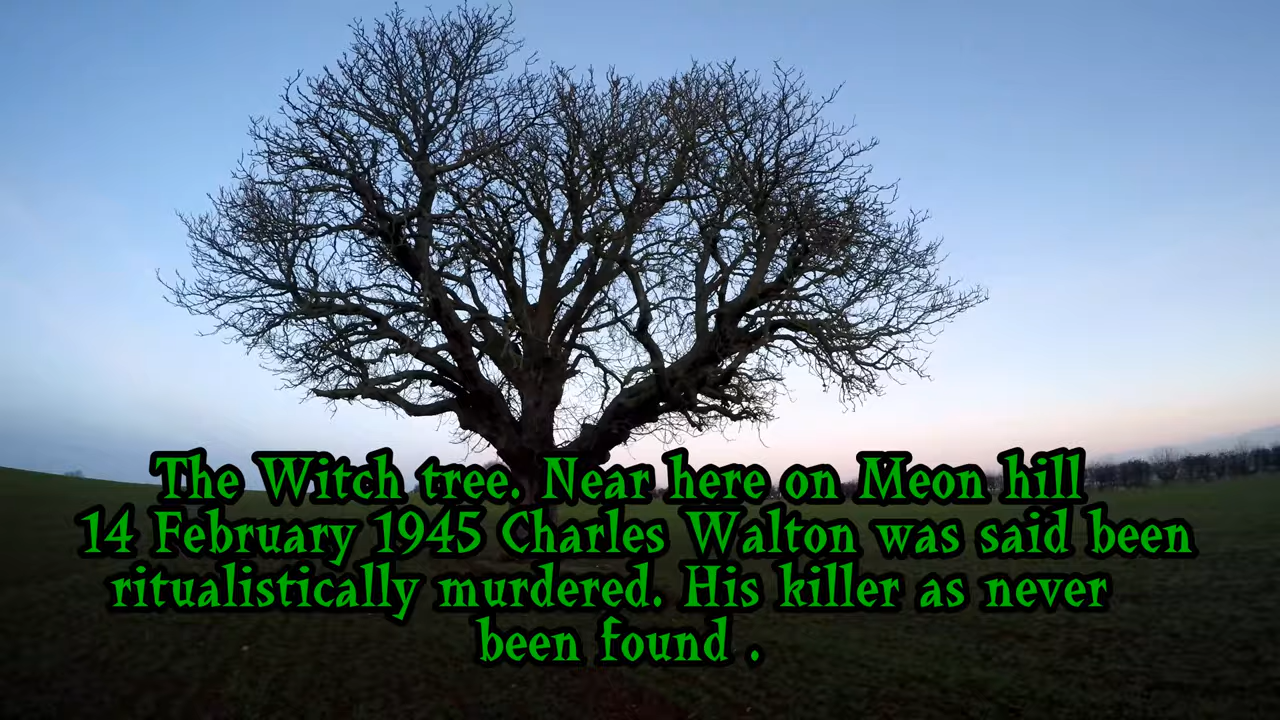 The Witch tree. Near here on Meon hill
14 February 1945 Charles Walton was said been
ritualistically murdered. His killer as never
been found .